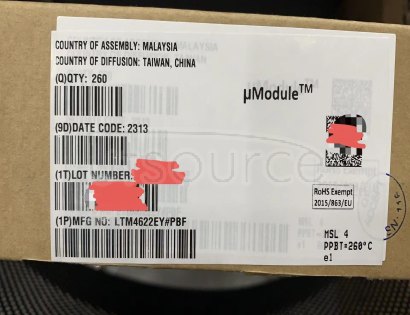 COUNTRY OF ASSEMBLY: MALAYSIA
COUNTRY OF DIFFUSION: TAIWAN, CHINA
(Q)QTY: 260
µModule™
(9D)DATE CODE: 2313
(1T)LOT NUMBER:
source
RoHS Exempt
2015/863/EU
(1P)MFG NO: LTM4622EY#PBF
MSL 4
PPBT=260°C
e1